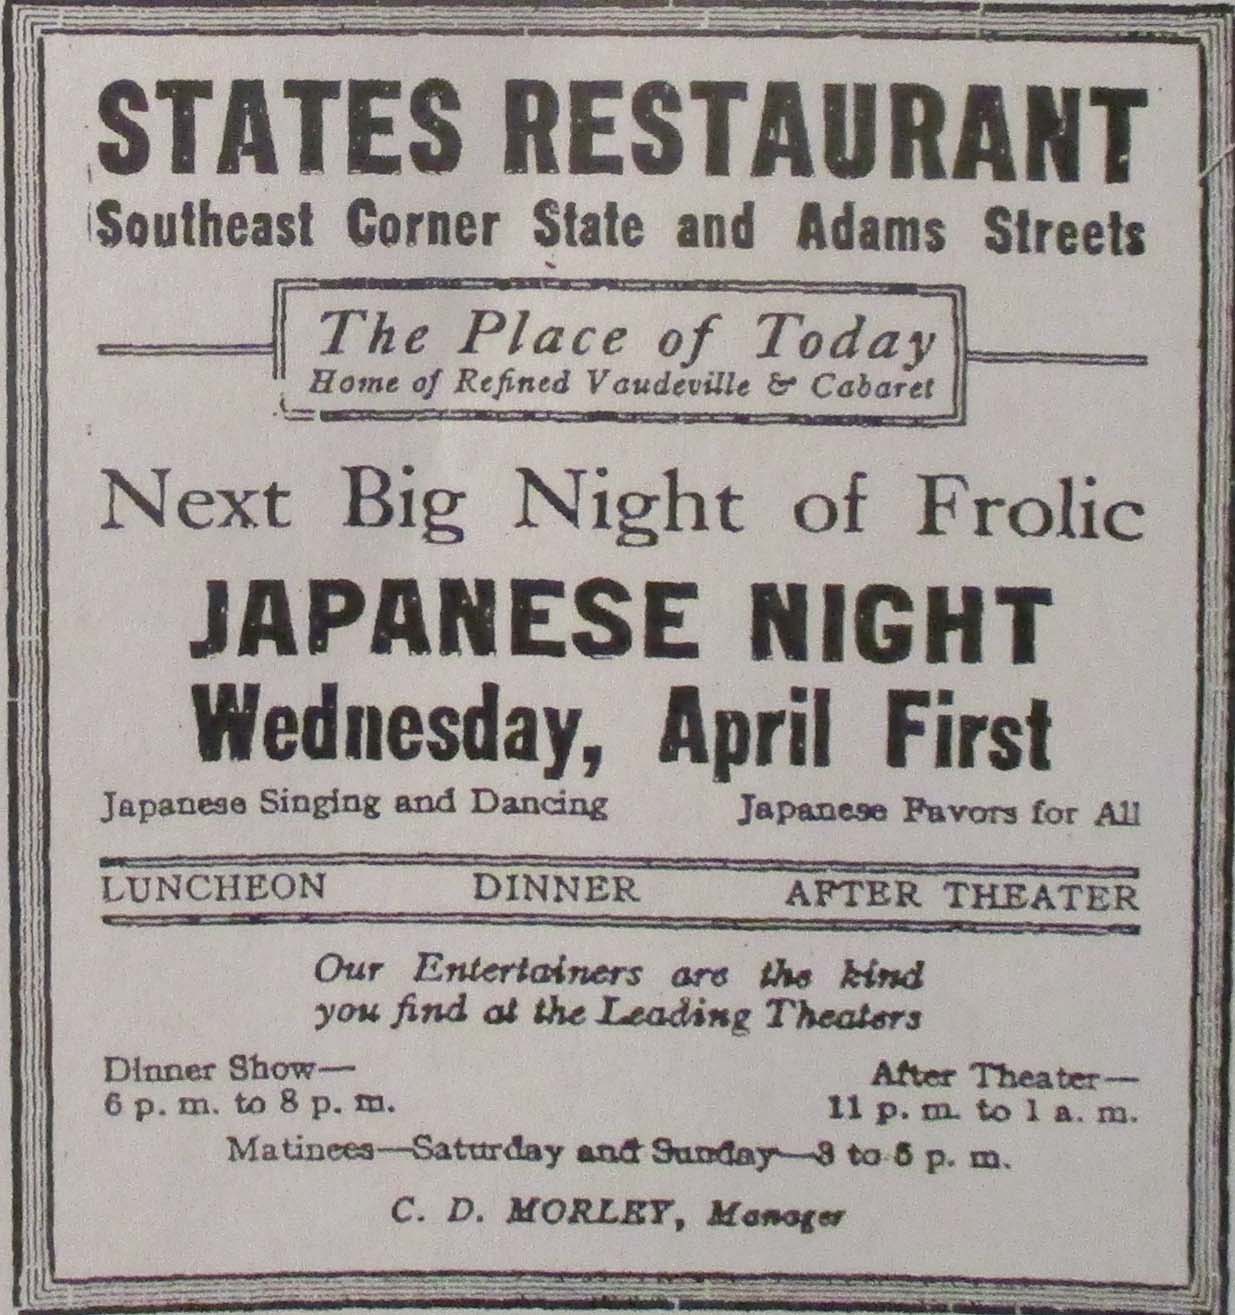 STATES RESTAURANT
Southeast Corner State and Adams Streets
The Place of Today
Home of Refined Vaudeville & Cabaret
Next Big Night of Frolic
JAPANESE NIGHT
Wednesday, April First
Japanese Singing and Dancing Japanese Favors for All
LUNCHEON DINNER AFTER THEATER
Our Entertainers are the kind
you find at the Leading Theaters
Dinner Show— After Theater—
6 p. m. to 8 p. m. 11 p. m. to 1 a. m.
Matinees—Saturday and Sunday—3 to 5 p. m.
C. D. MORLEY, Manager